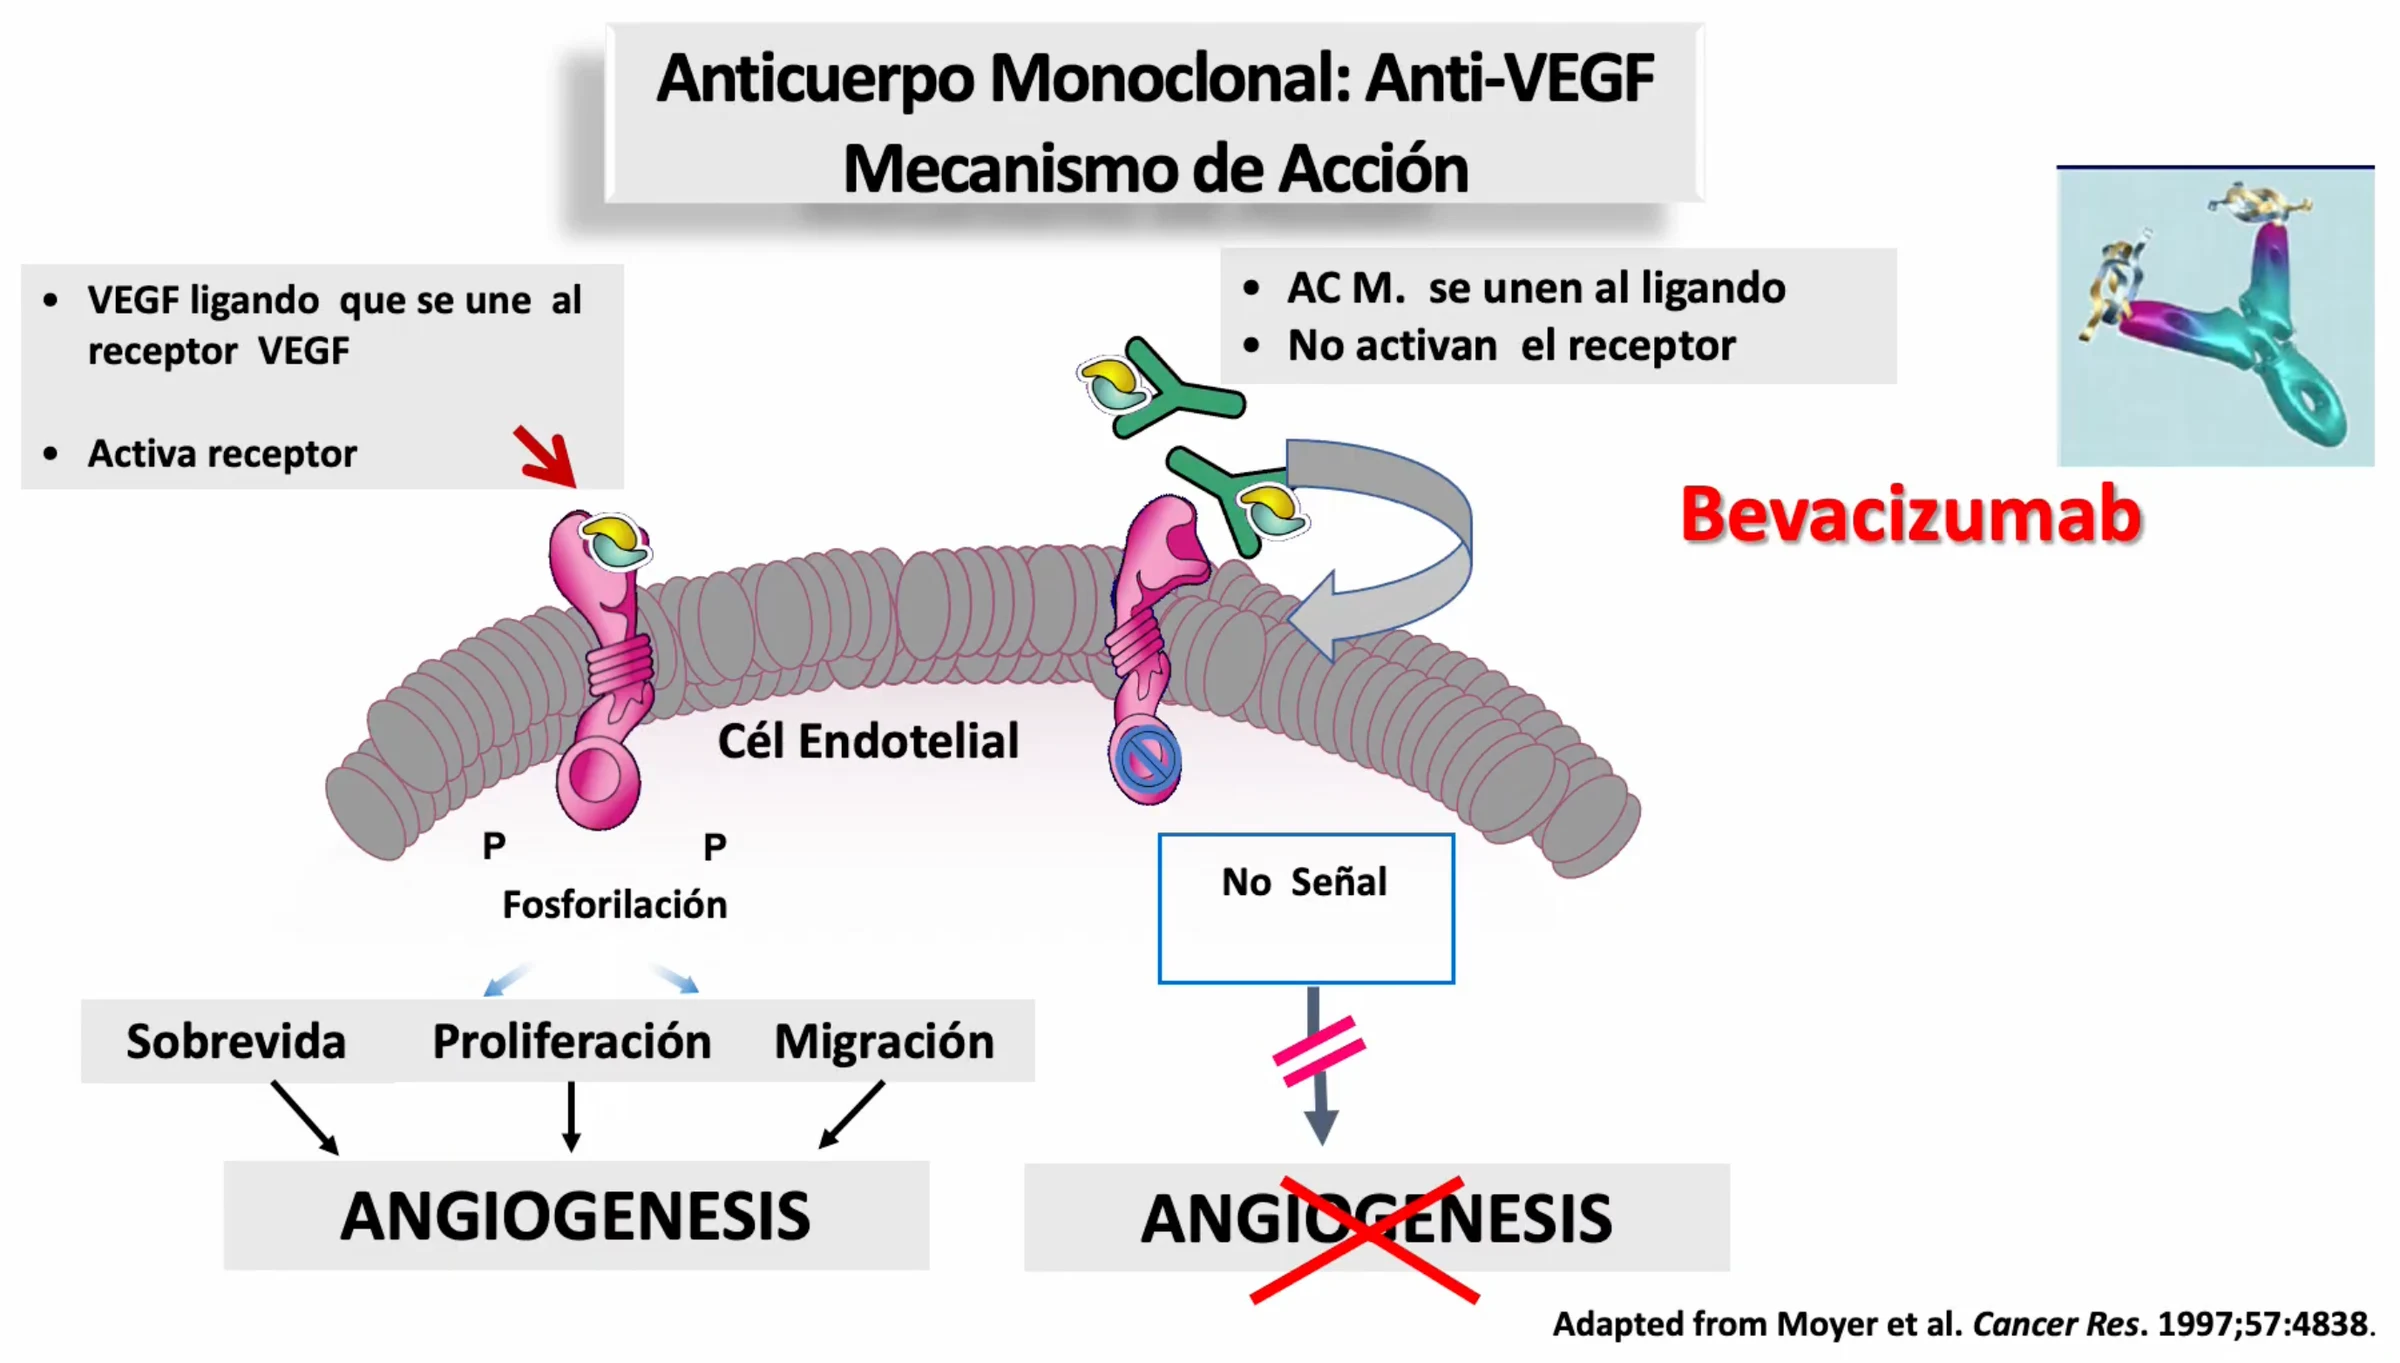 Anticuerpo Monoclonal: Anti-VEGF
Mecanismo de Acción
• VEGF ligando que se une al
receptor VEGF
• Activa receptor
• AC M. se unen al ligando
• No activan el receptor
Bevacizumab
Cél Endotelial
P P
Fosforilación
No Señal
Sobrevida Proliferación Migración
ANGIOGENESIS
ANGIOGENESIS
Adapted from Moyer et al. Cancer Res. 1997;57:4838.